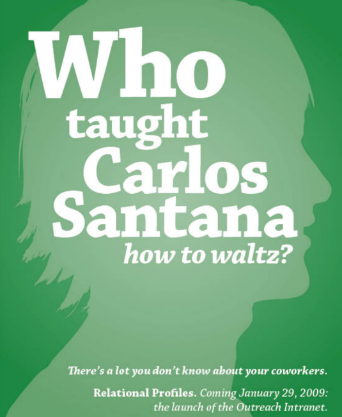 Who
taught
Carlos
Santana
how to waltz?
There's a lot you don't know about your coworkers.
Relational Profiles. Coming January 29, 2009:
the launch of the Outreach Intranet.